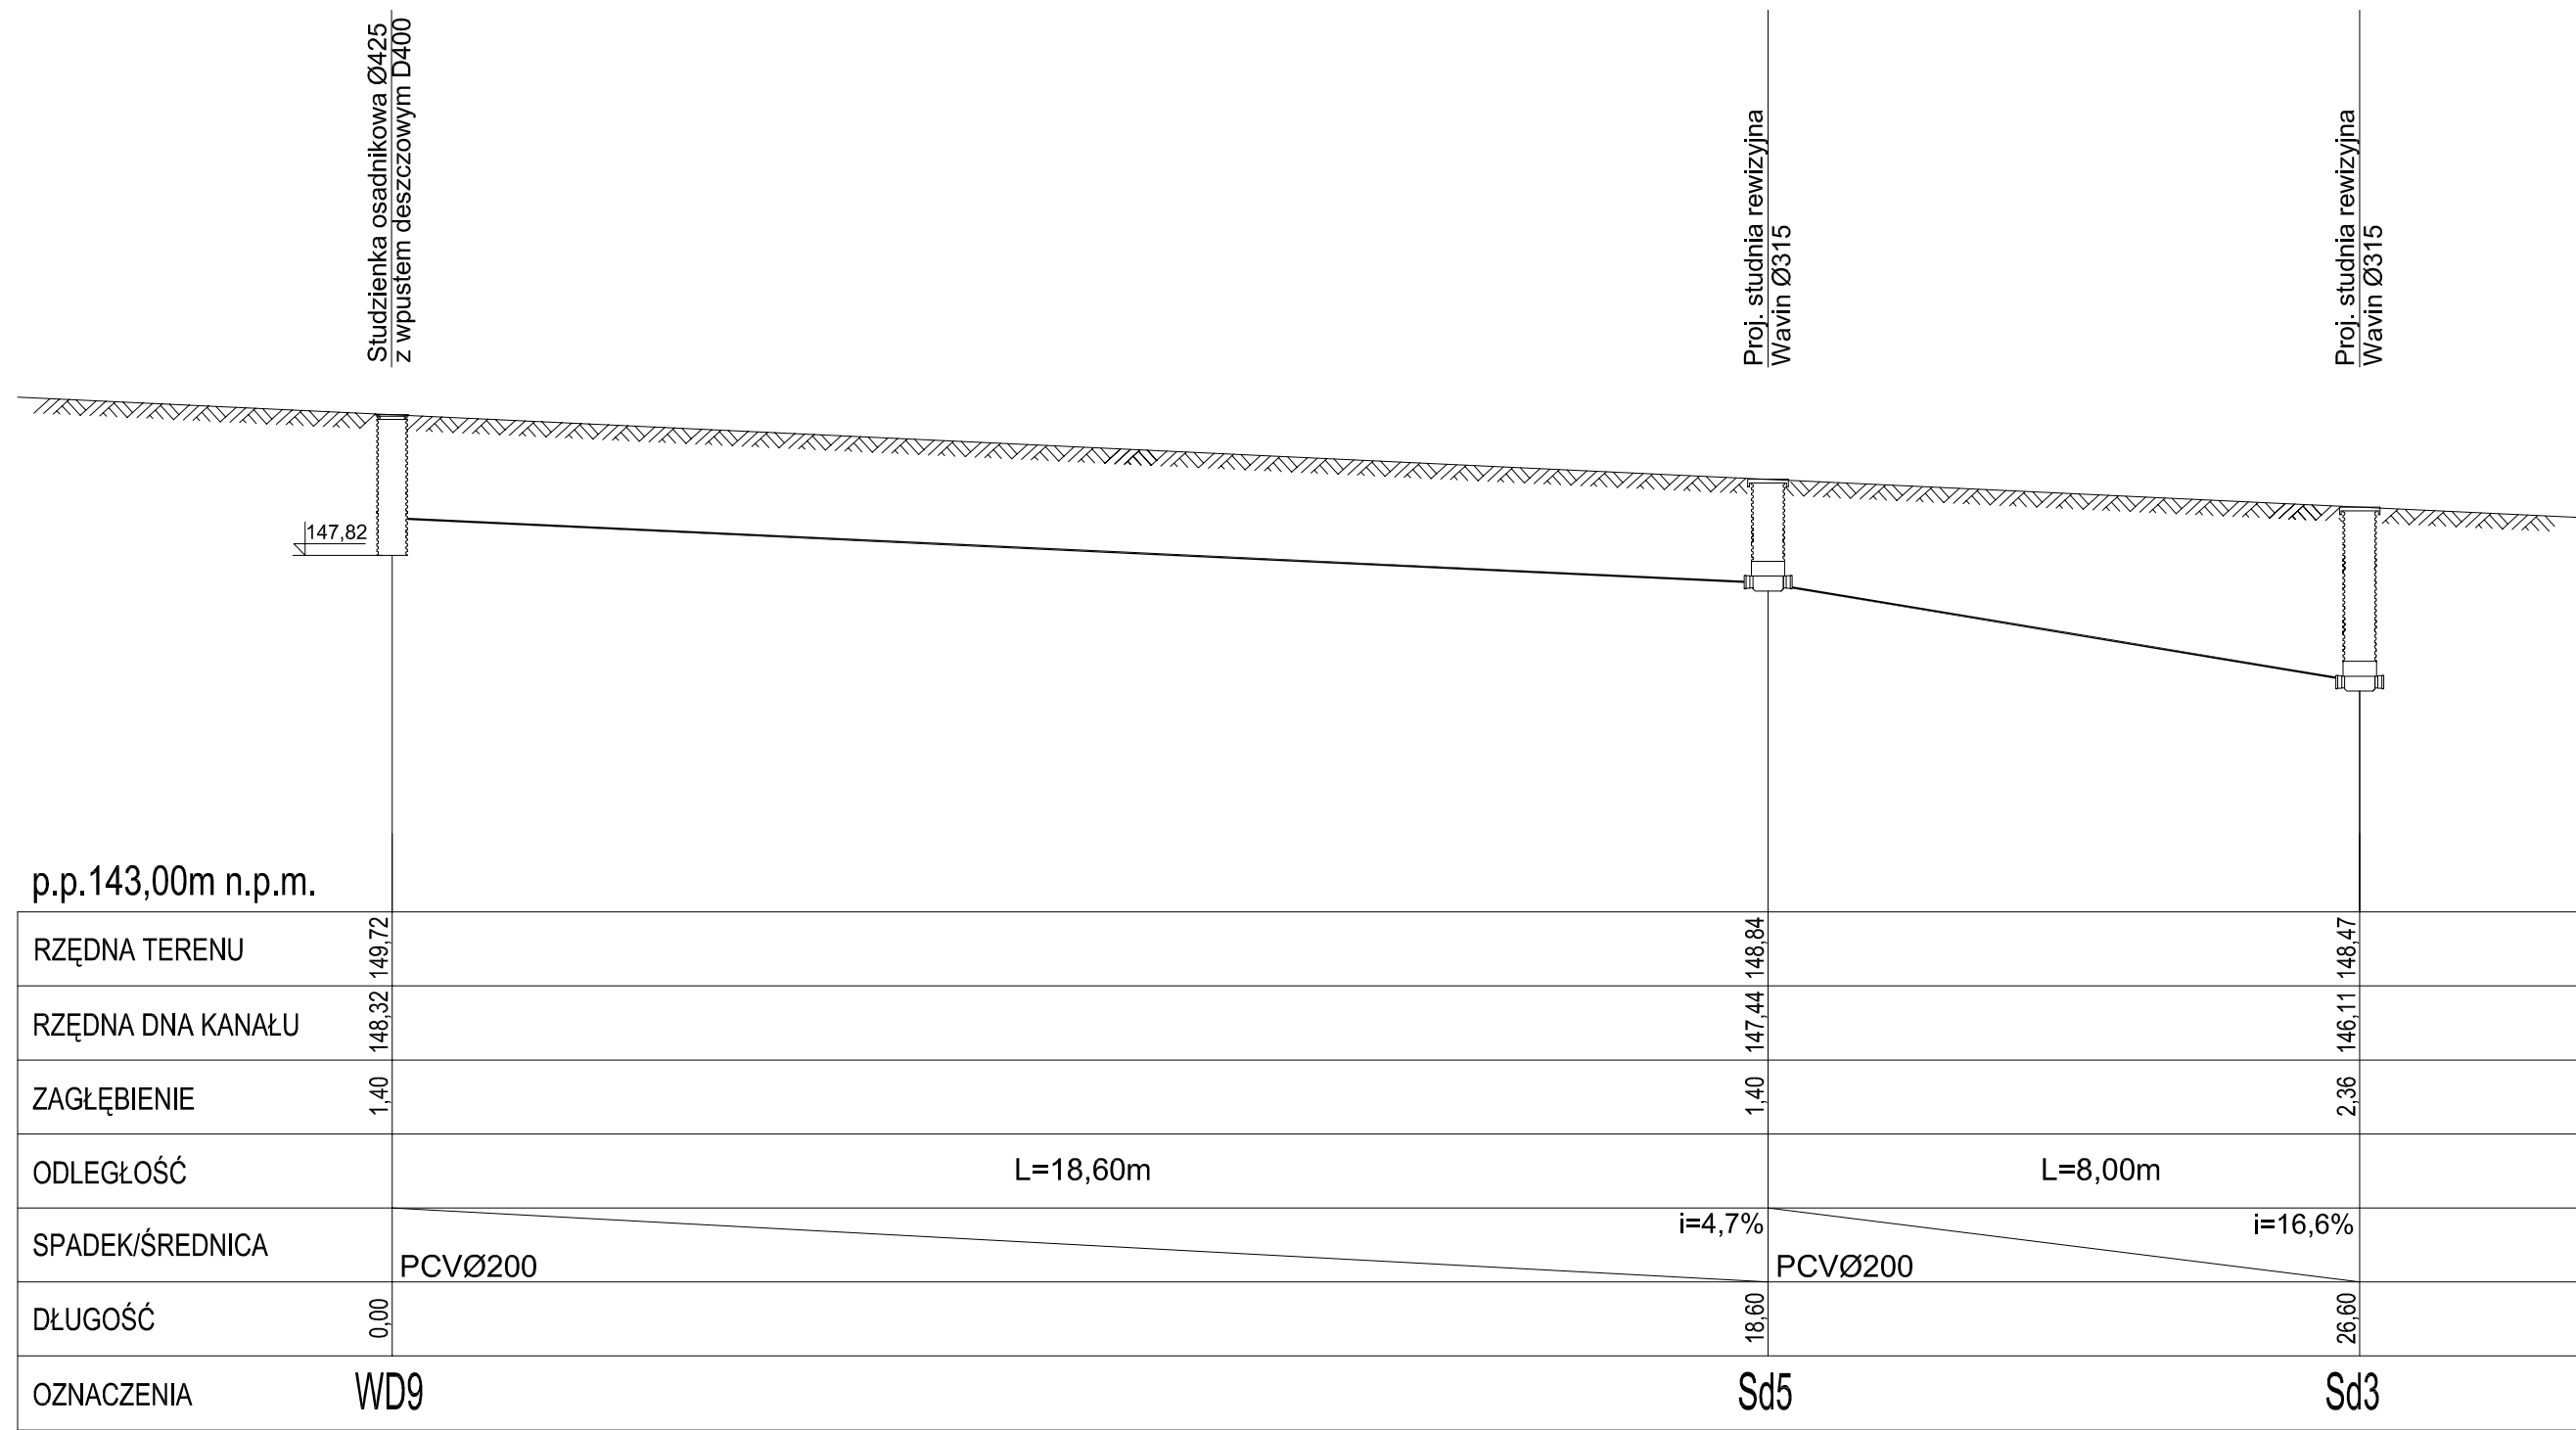 Studzienka osadnikowa Ø425
z wpustem deszczowym D400
Proj. studnia rewizyjna
Wavin Ø315
Proj. studnia rewizyjna
Wavin Ø315
147,82
p.p.143,00m n.p.m.
RZĘDNA TERENU 149,72 148,84 148,47
RZĘDNA DNA KANAŁU 148,32 147,44 146,11
ZAGŁĘBIENIE 1,40 1,40 2,36
ODLEGŁOŚĆ L=18,60m L=8,00m
SPADEK/ŚREDNICA PCVØ200 i=4,7% PCVØ200 i=16,6%
DŁUGOŚĆ 0,00 18,60 26,60
OZNACZENIA WD9 Sd5 Sd3